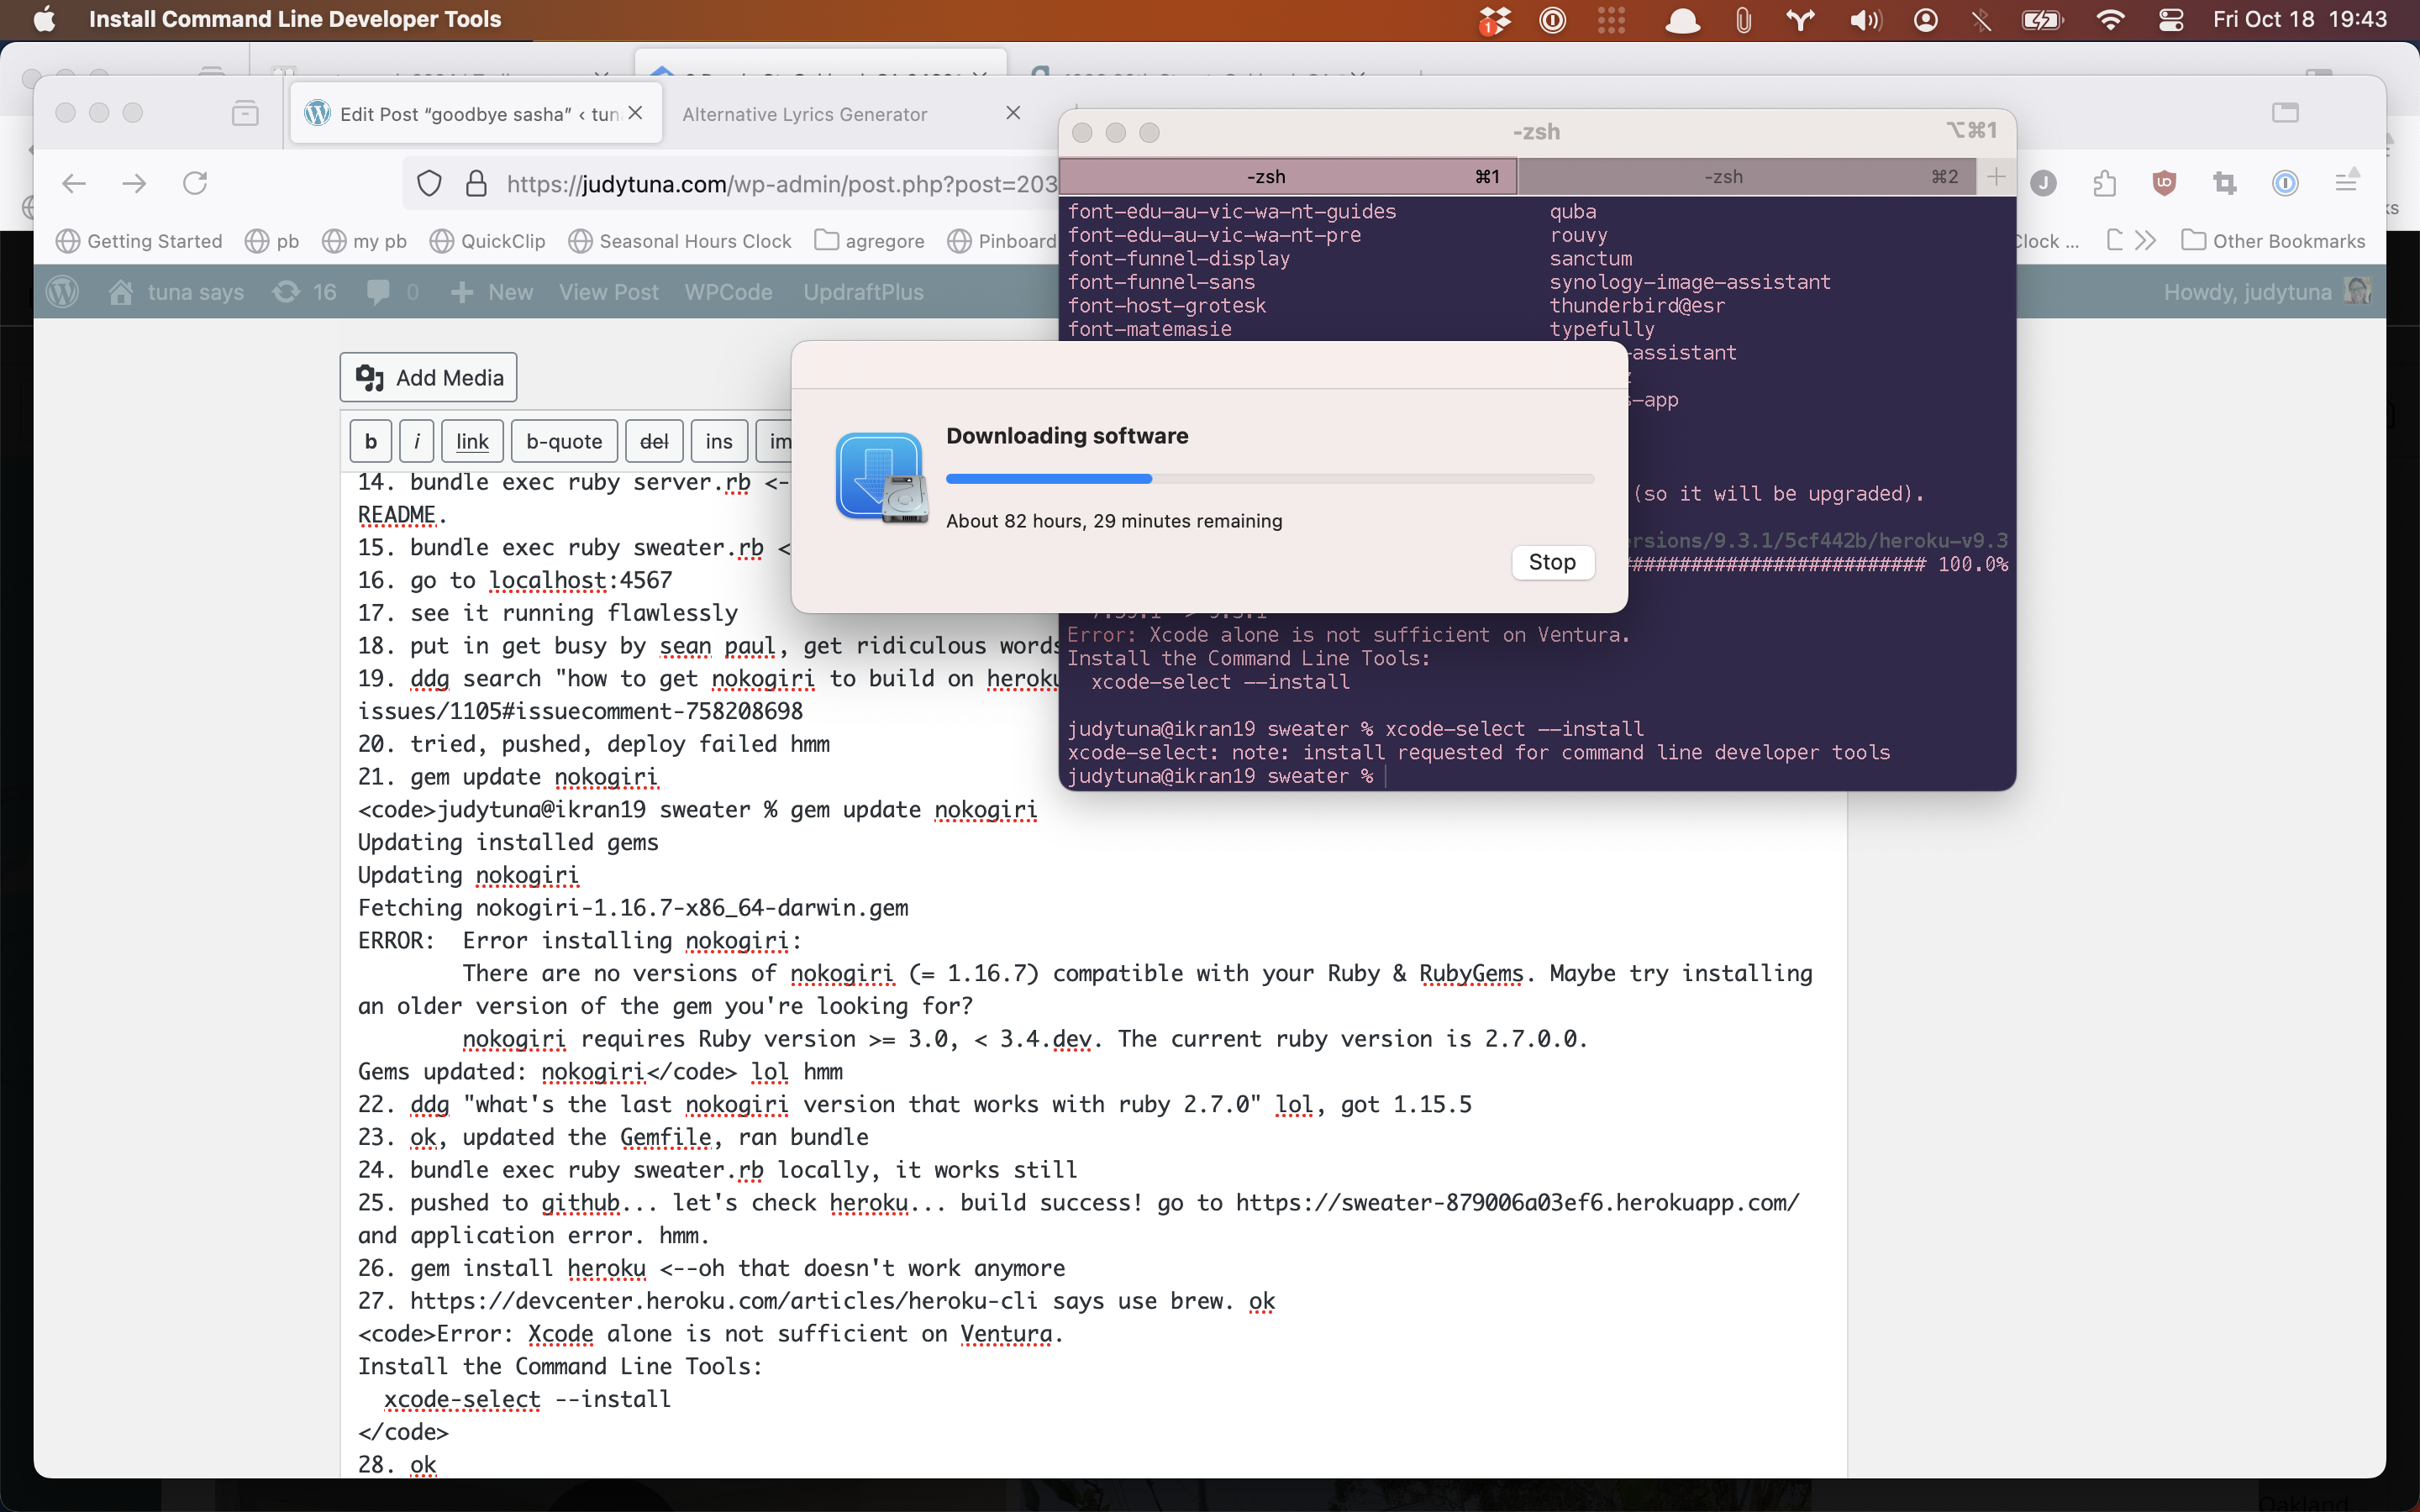 Install Command Line Developer Tools
1
Fri Oct 18 19:43
Edit Post “goodbye sasha” ‹ tun
Alternative Lyrics Generator
https://judytuna.com/wp-admin/post.php?post=203
Getting Started
pb
my pb
QuickClip
Seasonal Hours Clock
agregore
Pinboard
Clock ...
Other Bookmarks
tuna says
16
0
New
View Post
WPCode
UpdraftPlus
Howdy, judytuna
Add Media
b
i
link
b-quote
del
ins
im
14. bundle exec ruby server.rb <-
README.
15. bundle exec ruby sweater.rb <
16. go to localhost:4567
17. see it running flawlessly
18. put in get busy by sean paul, get ridiculous words
19. ddg search "how to get nokogiri to build on heroku
issues/1105#issuecomment-758208698
20. tried, pushed, deploy failed hmm
21. gem update nokogiri
<code>judytuna@ikran19 sweater % gem update nokogiri
Updating installed gems
Updating nokogiri
Fetching nokogiri-1.16.7-x86_64-darwin.gem
ERROR:  Error installing nokogiri:
There are no versions of nokogiri (= 1.16.7) compatible with your Ruby & RubyGems. Maybe try installing
an older version of the gem you're looking for?
nokogiri requires Ruby version >= 3.0, < 3.4.dev. The current ruby version is 2.7.0.0.
Gems updated: nokogiri</code> lol hmm
22. ddg "what's the last nokogiri version that works with ruby 2.7.0" lol, got 1.15.5
23. ok, updated the Gemfile, ran bundle
24. bundle exec ruby sweater.rb locally, it works still
25. pushed to github... let's check heroku... build success! go to https://sweater-879006a03ef6.herokuapp.com/
and application error. hmm.
26. gem install heroku <--oh that doesn't work anymore
27. https://devcenter.heroku.com/articles/heroku-cli says use brew. ok
<code>Error: Xcode alone is not sufficient on Ventura.
Install the Command Line Tools:
xcode-select --install
</code>
28. ok
-zsh
⌥⌘1
-zsh ⌘1
-zsh ⌘2
font-edu-au-vic-wa-nt-guides quba
font-edu-au-vic-wa-nt-pre rouvy
font-funnel-display sanctum
font-funnel-sans synology-image-assistant
font-host-grotesk thunderbird@esr
font-matemasie typefully
-assistant
s-app
(so it will be upgraded).
ersions/9.3.1/5cf442b/heroku-v9.3
######################### 100.0%
Error: Xcode alone is not sufficient on Ventura.
Install the Command Line Tools:
xcode-select --install
judytuna@ikran19 sweater % xcode-select --install
xcode-select: note: install requested for command line developer tools
judytuna@ikran19 sweater %
Downloading software
About 82 hours, 29 minutes remaining
Stop